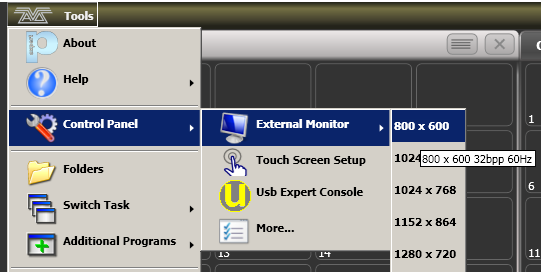 Tools
About
Help
Control Panel
Folders
Switch Task
Additional Programs
External Monitor
Touch Screen Setup
Usb Expert Console
More...
800 x 600
1024
800 x 600 32bpp 60Hz
1024 x 768
1152 x 864
1280 x 720
1
6
11
13
14